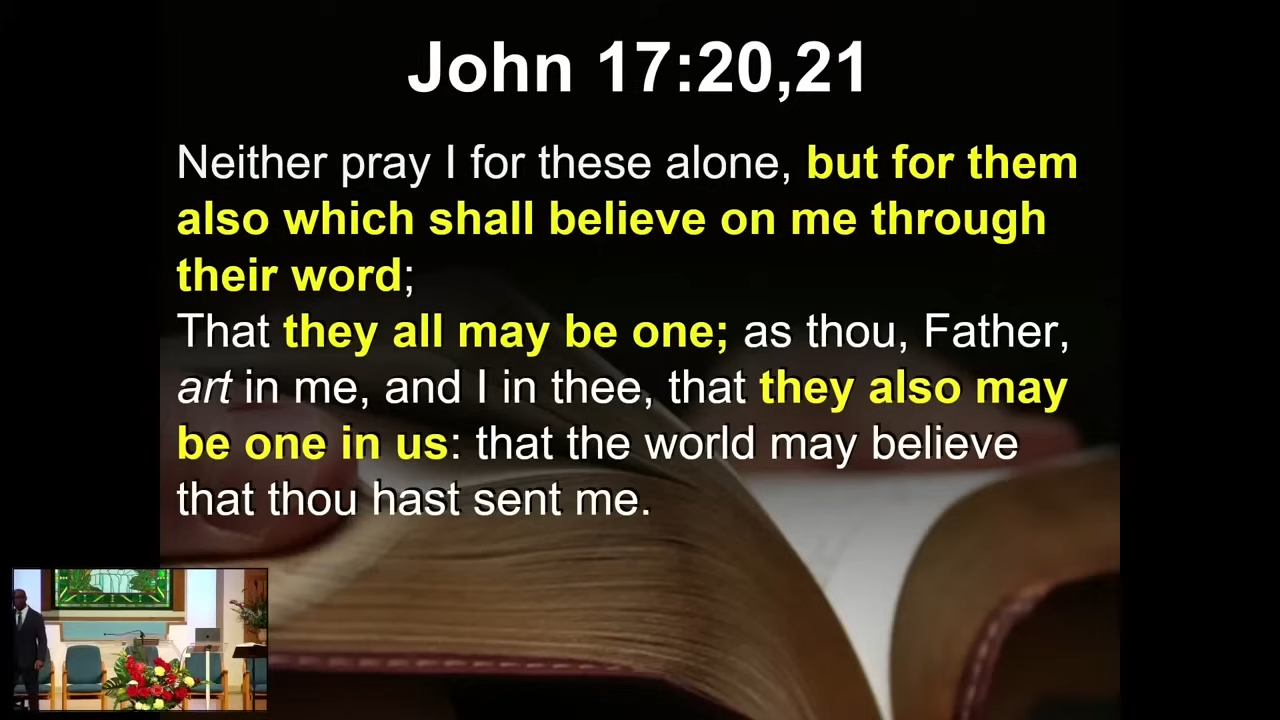 John 17:20,21
Neither pray I for these alone, but for them
also which shall believe on me through
their word;
That they all may be one; as thou, Father,
art in me, and I in thee, that they also may
be one in us: that the world may believe
that thou hast sent me.